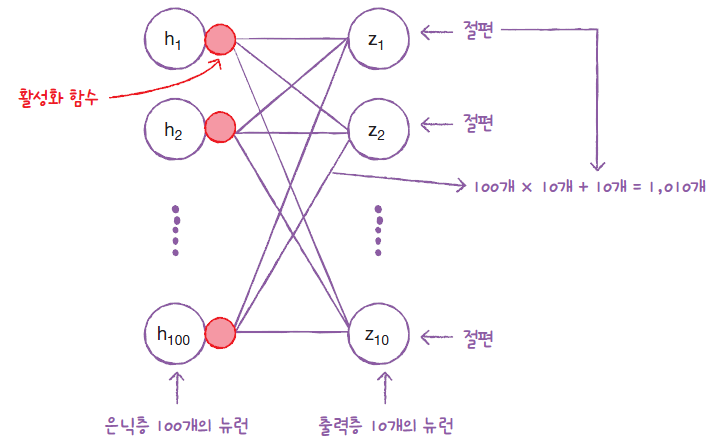 h1
z1
절편
활성화 함수
h2
z2
절편
100개 × 10개 + 10개 = 1,010개
h100
z10
절편
은닉층 100개의 뉴런
출력층 10개의 뉴런